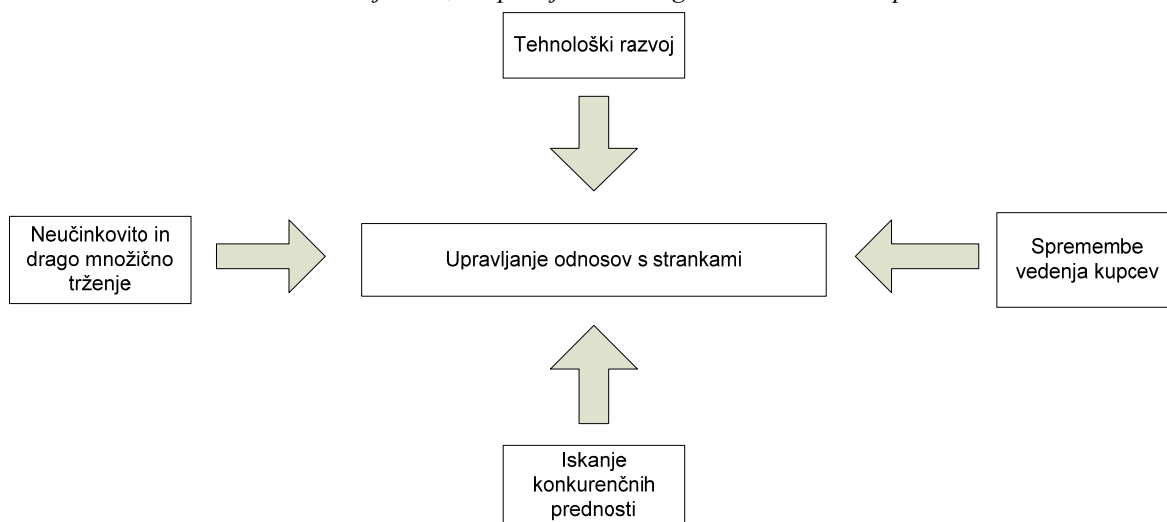 Tehnološki razvoj
Neučinkovito in
drago množično
trženje
Upravljanje odnosov s strankami
Spremembe
vedenja kupcev
Iskanje
konkurenčnih
prednosti